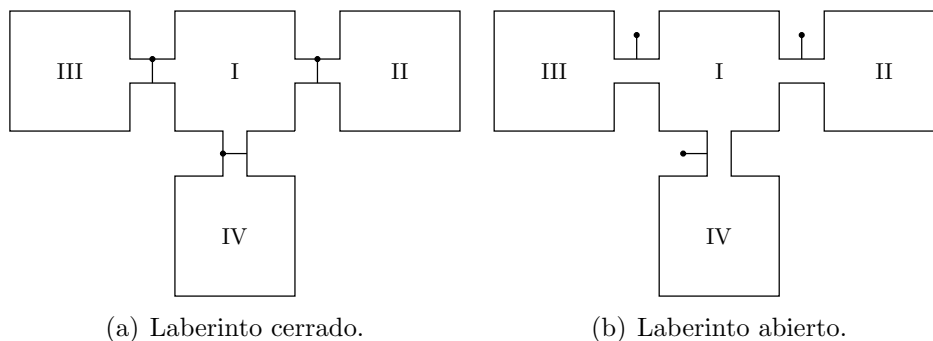 III I II III I II
IV IV
(a) Laberinto cerrado. (b) Laberinto abierto.